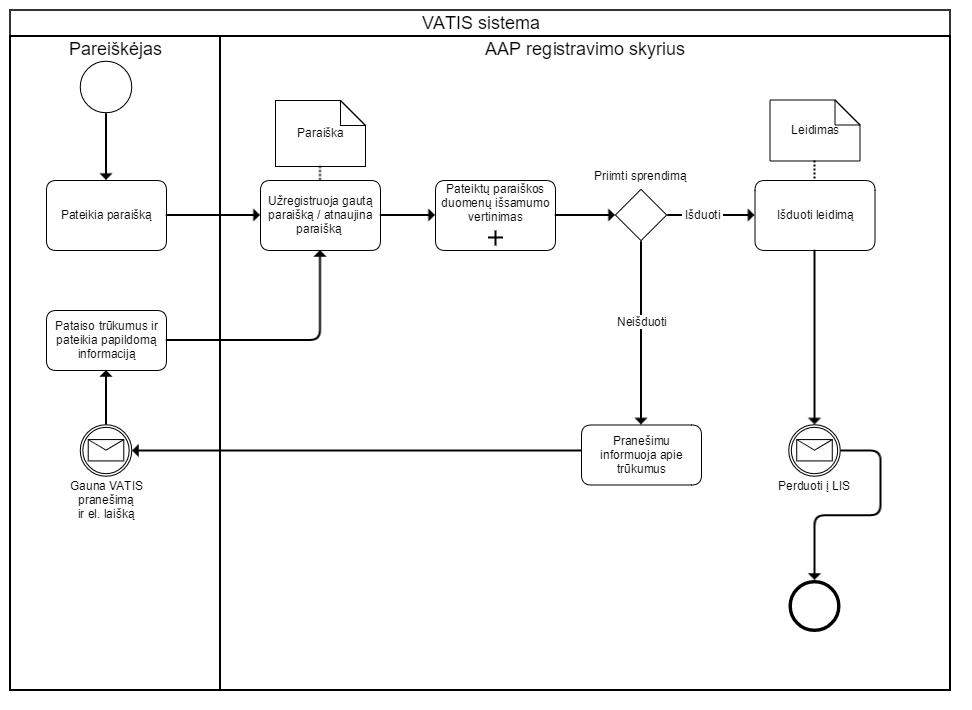 VATIS sistema
Pareiškėjas
AAP registravimo skyrius
Paraiška
Leidimas
Priimti sprendimą
Pateikia paraišką
Užregistruoja gautą
paraišką / atnaujina
paraišką
Pateiktų paraiškos
duomenų išsamumo
vertinimas
Išduoti
Išduoti leidimą
Pataiso trūkumus ir
pateikia papildomą
informaciją
Neišduoti
Pranešimu
informuoja apie
trūkumus
Gauna VATIS
pranešimą
ir el. laišką
Perduoti į LIS